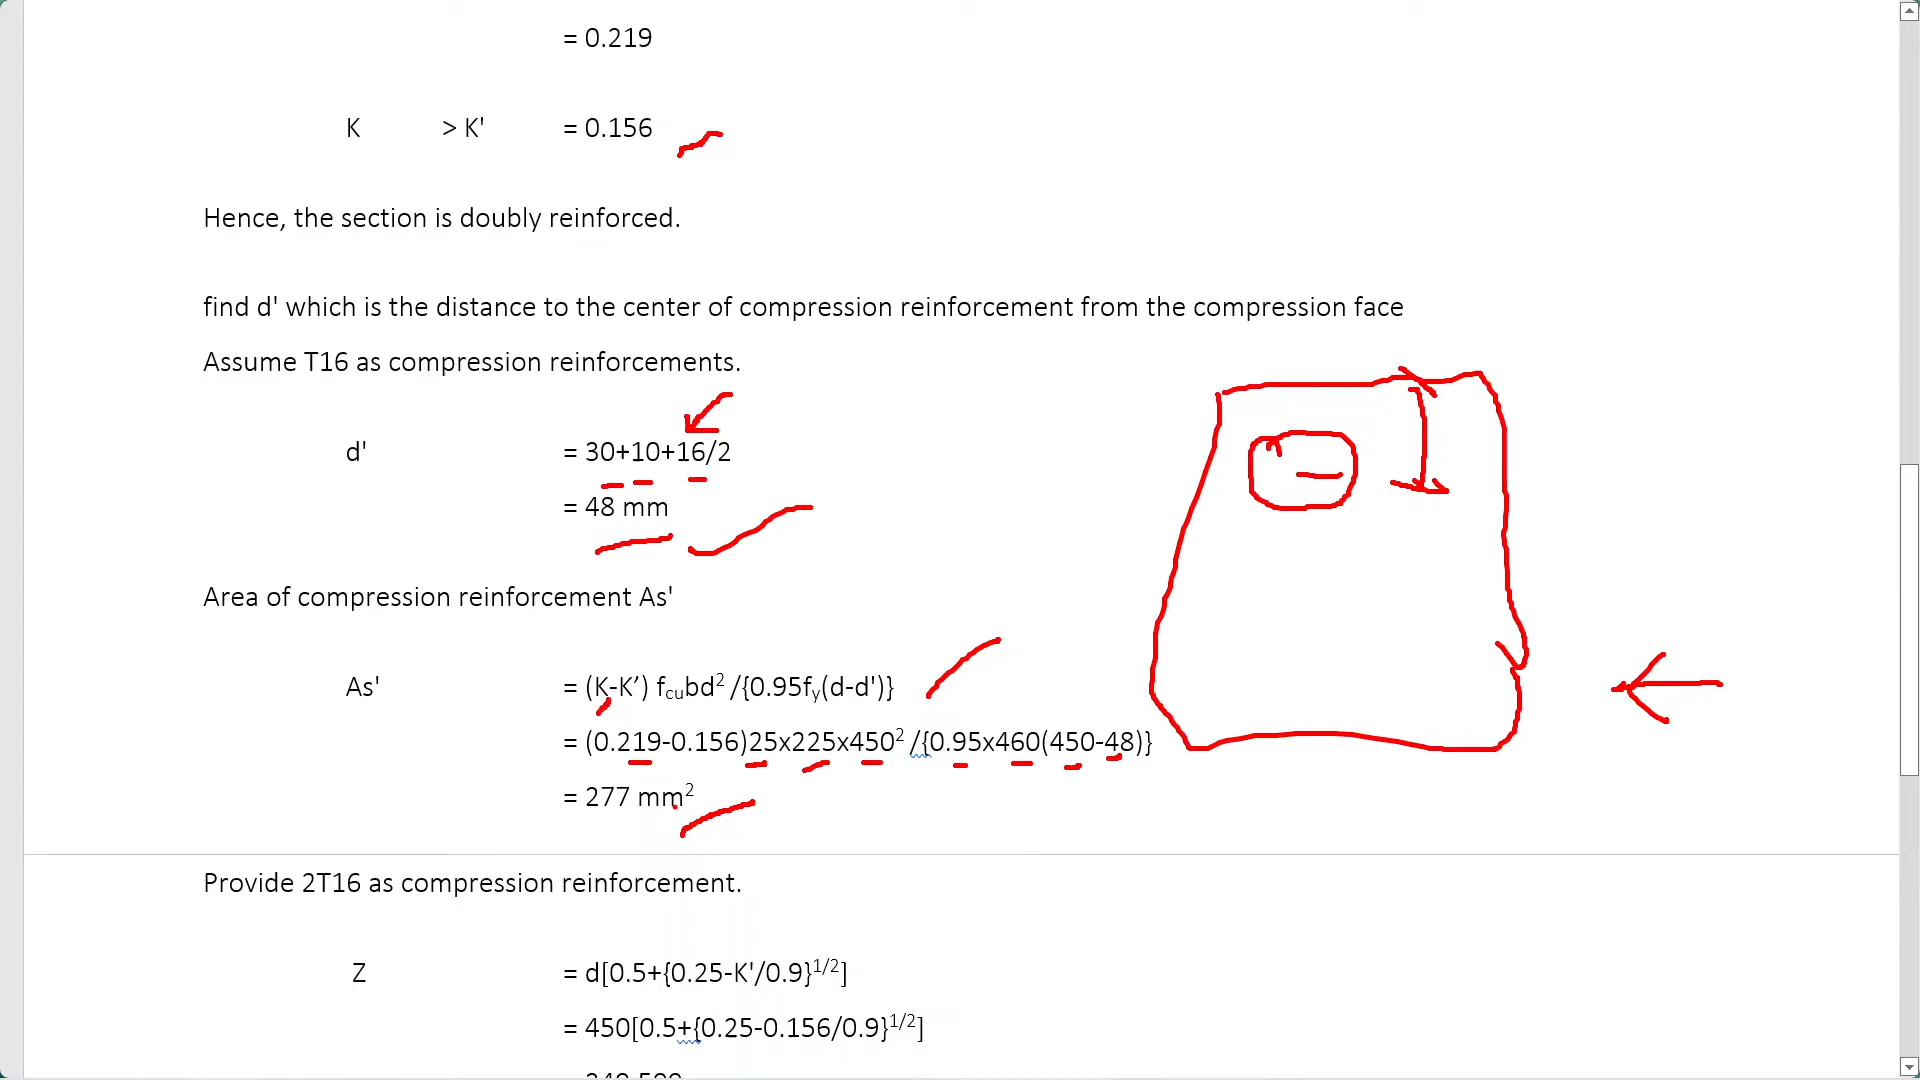 = 0.219
K > K' = 0.156
Hence, the section is doubly reinforced.
find d' which is the distance to the center of compression reinforcement from the compression face
Assume T16 as compression reinforcements.
d' = 30+10+16/2
= 48 mm
Area of compression reinforcement As'
As' = (K-K’) fcubd² /{0.95fy(d-d')}
= (0.219-0.156)25x225x450² /{0.95x460(450-48)}
= 277 mm²
Provide 2T16 as compression reinforcement.
Z = d[0.5+{0.25-K'/0.9}1/2]
= 450[0.5+{0.25-0.156/0.9}1/2]